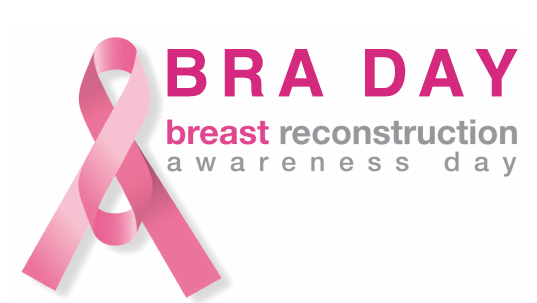 BRA DAY
breast reconstruction
awareness day